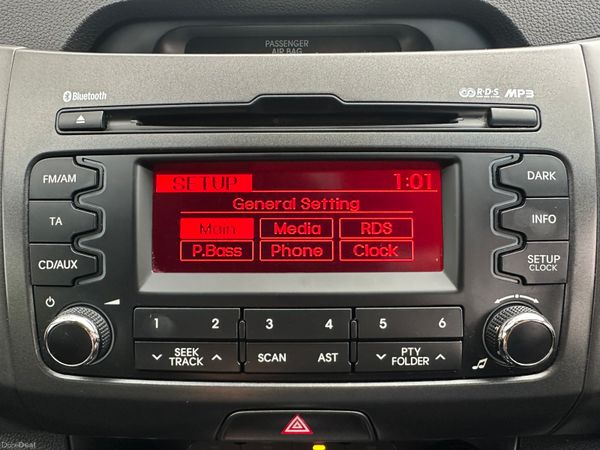 PASSENGER
AIR BAG
Bluetooth
R·D·S MP3
FM/AM
TA
CD/AUX
SETUP 1:01
General Setting
Main Media RDS
P.Bass Phone Clock
DARK
INFO
SETUP
CLOCK
1 2 3 4 5 6
SEEK
TRACK
SCAN AST
PTY
FOLDER
DoneDeal